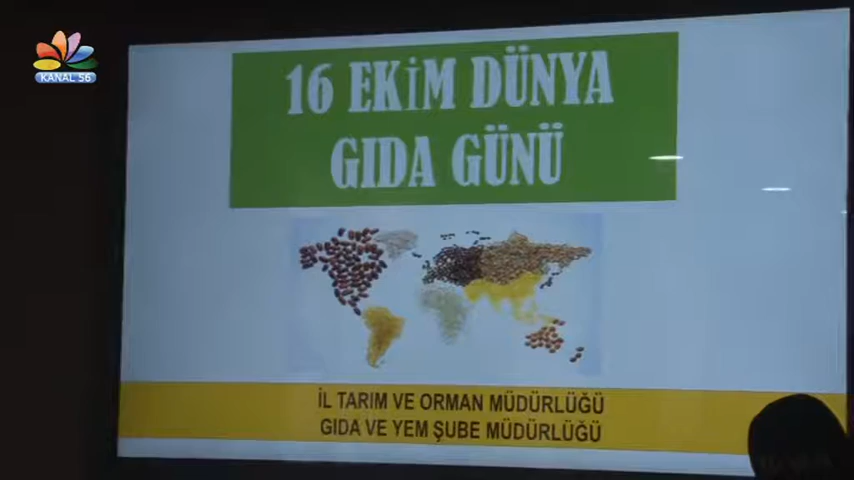 KANAL 56
16 EKİM DÜNYA
GIDA GÜNÜ
İL TARIM VE ORMAN MÜDÜRLÜĞÜ
GIDA VE YEM ŞUBE MÜDÜRLÜĞÜ